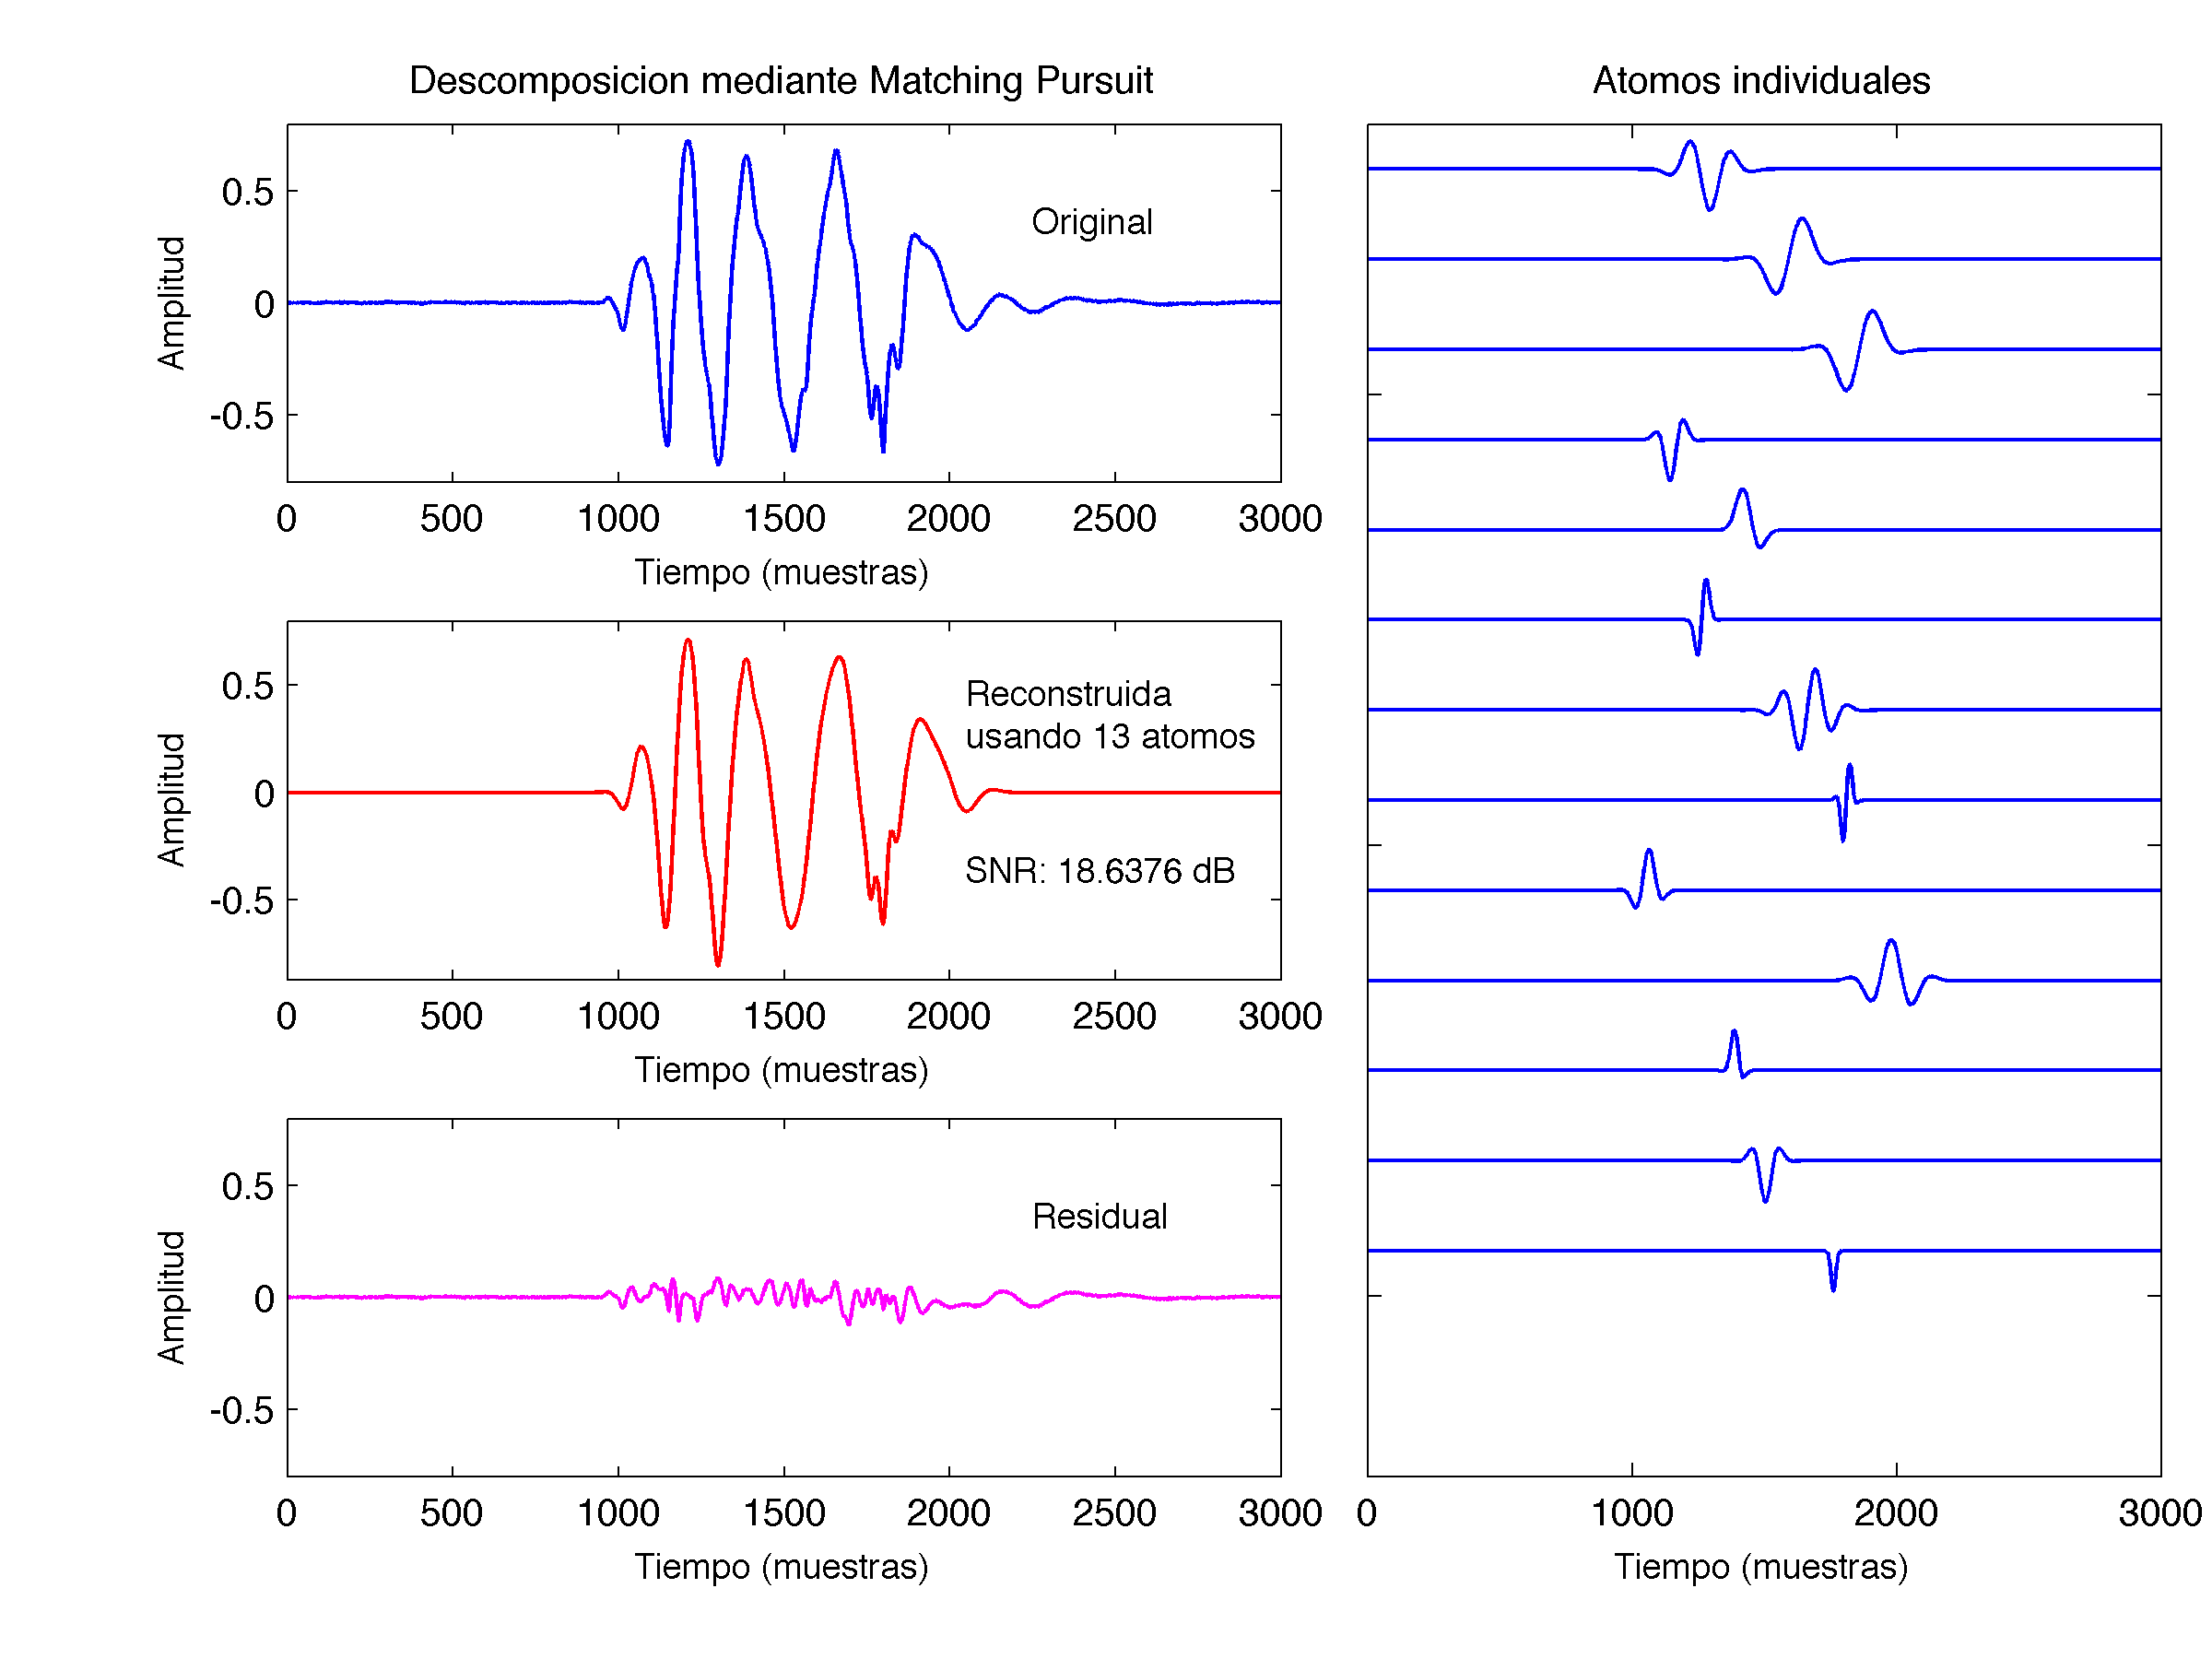 Descomposicion mediante Matching Pursuit
0.5
0
-0.5
Amplitud
Original
0 500 1000 1500 2000 2500 3000
Tiempo (muestras)
0.5
0
-0.5
Amplitud
Reconstruida
usando 13 atomos
SNR: 18.6376 dB
0 500 1000 1500 2000 2500 3000
Tiempo (muestras)
0.5
0
-0.5
Amplitud
Residual
0 500 1000 1500 2000 2500 3000
Tiempo (muestras)
Atomos individuales
0 1000 2000 3000
Tiempo (muestras)